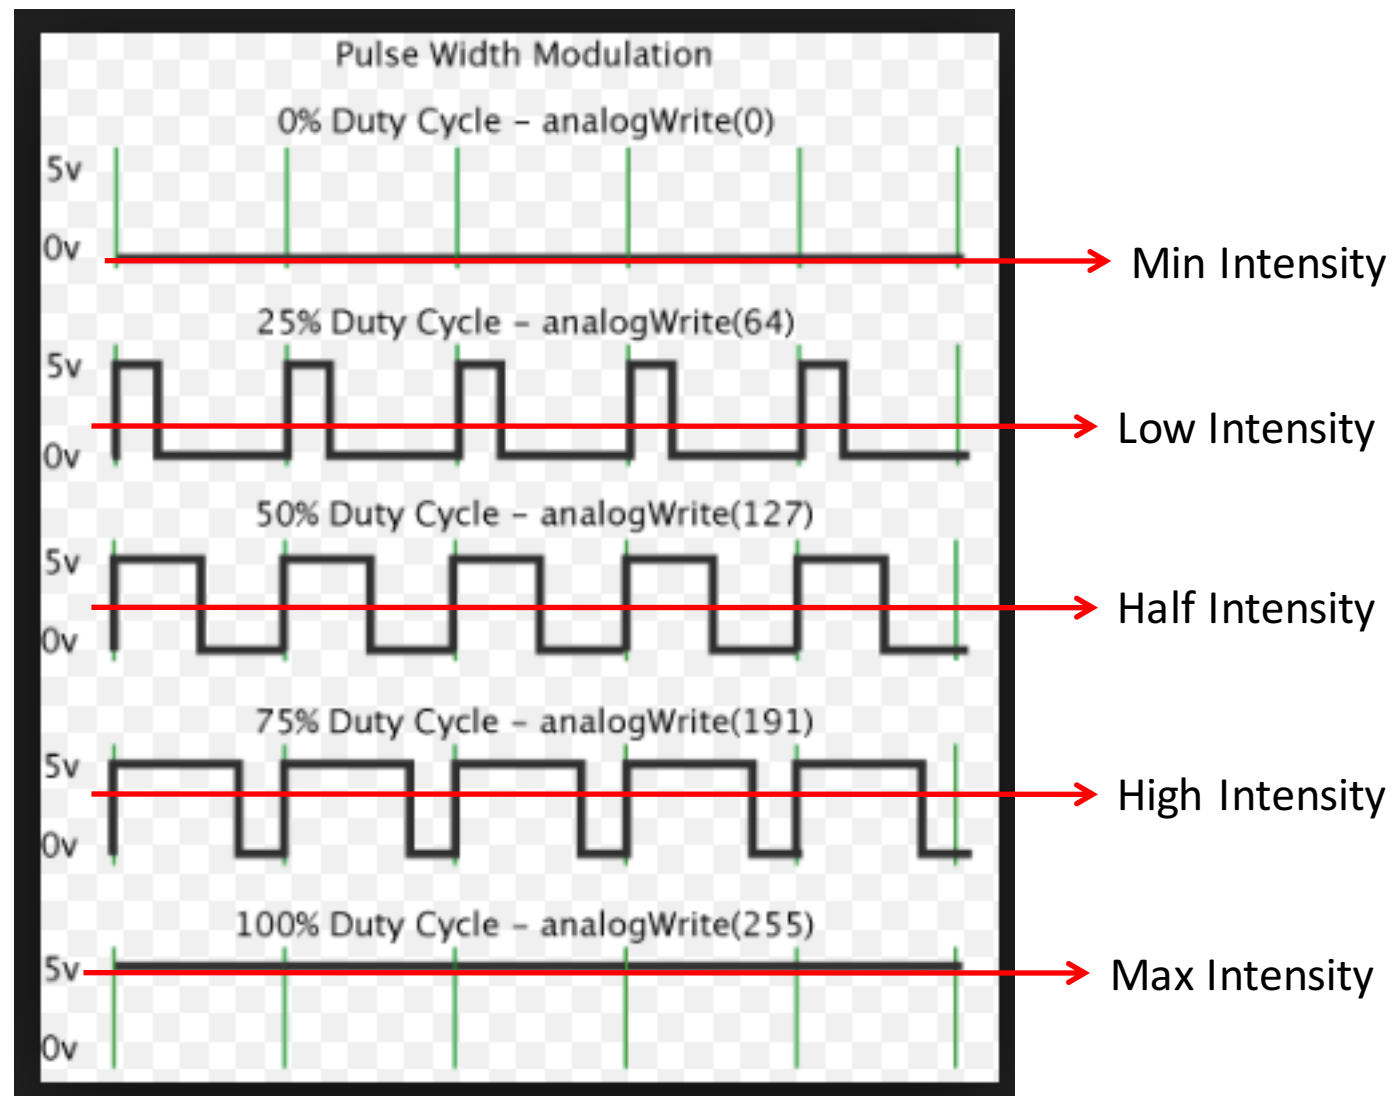 Pulse Width Modulation
0% Duty Cycle – analogWrite(0)
5v
0v
Min Intensity
25% Duty Cycle – analogWrite(64)
5v
Low Intensity
0v
50% Duty Cycle – analogWrite(127)
5v
Half Intensity
0v
75% Duty Cycle – analogWrite(191)
5v
High Intensity
0v
100% Duty Cycle – analogWrite(255)
5v
Max Intensity
0v